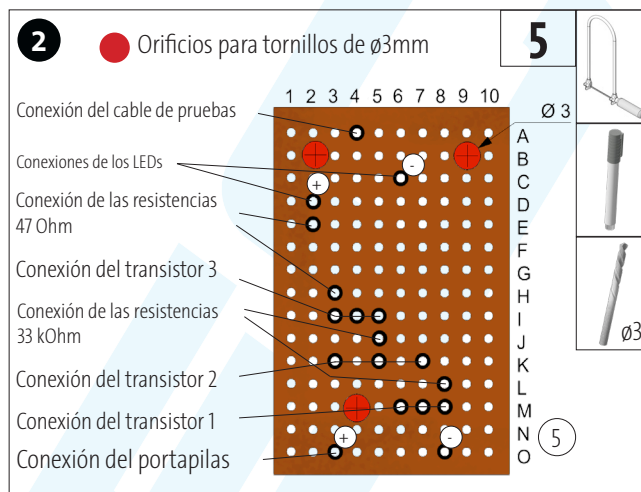 2
Orificios para tornillos de ø3mm
5
1 2 3 4 5 6 7 8 9 10
Ø 3
Conexión del cable de pruebas
Conexiones de los LEDs
Conexión de las resistencias
47 Ohm
Conexión del transistor 3
Conexión de las resistencias
33 kOhm
Conexión del transistor 2
Conexión del transistor 1
Conexión del portapilas
+
-
+
-
A
B
C
D
E
F
G
H
I
J
K
L
M
N
O
5
ø3